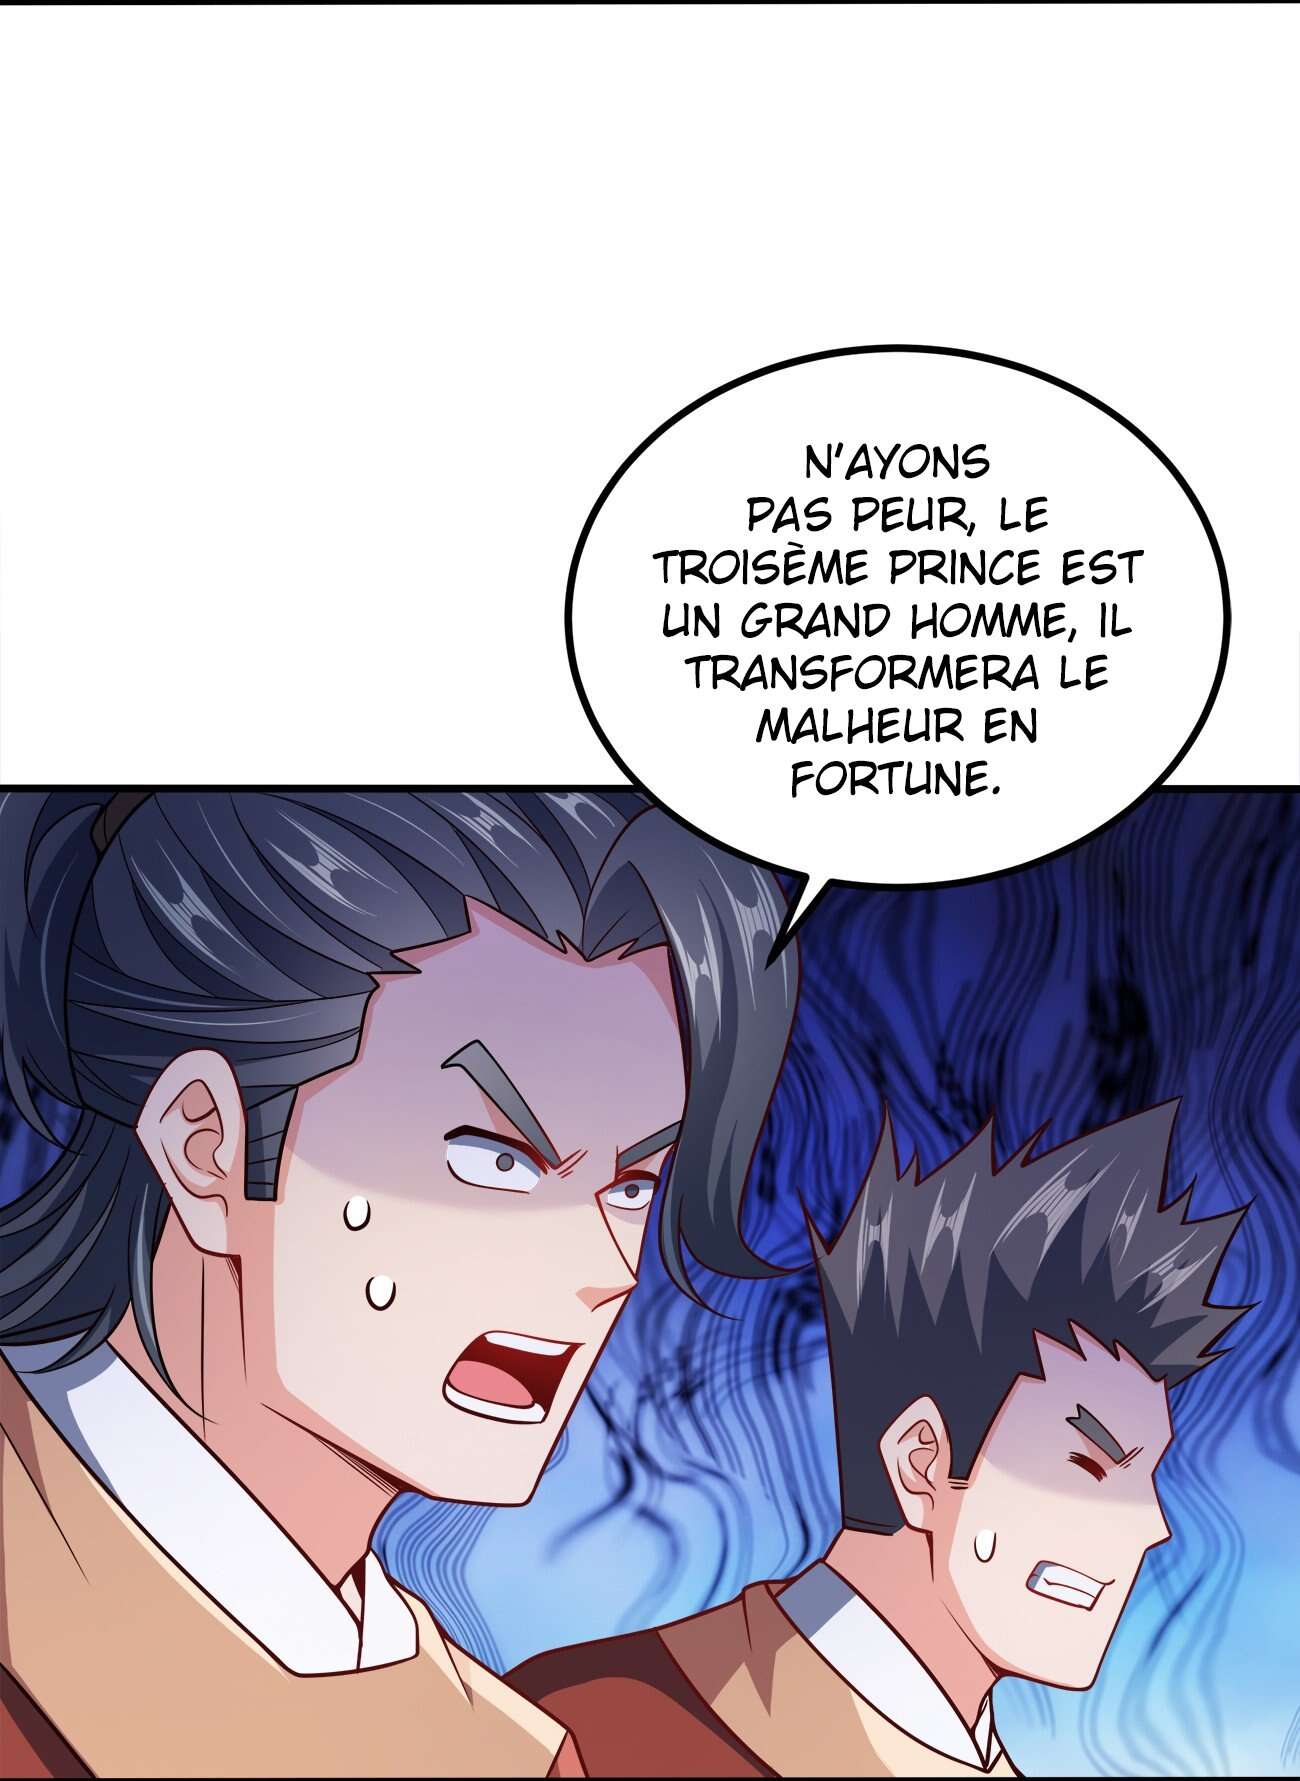 N'AYONS
PAS PEUR, LE
TROISÈME PRINCE EST
UN GRAND HOMME, IL
TRANSFORMERA LE
MALHEUR EN
FORTUNE.